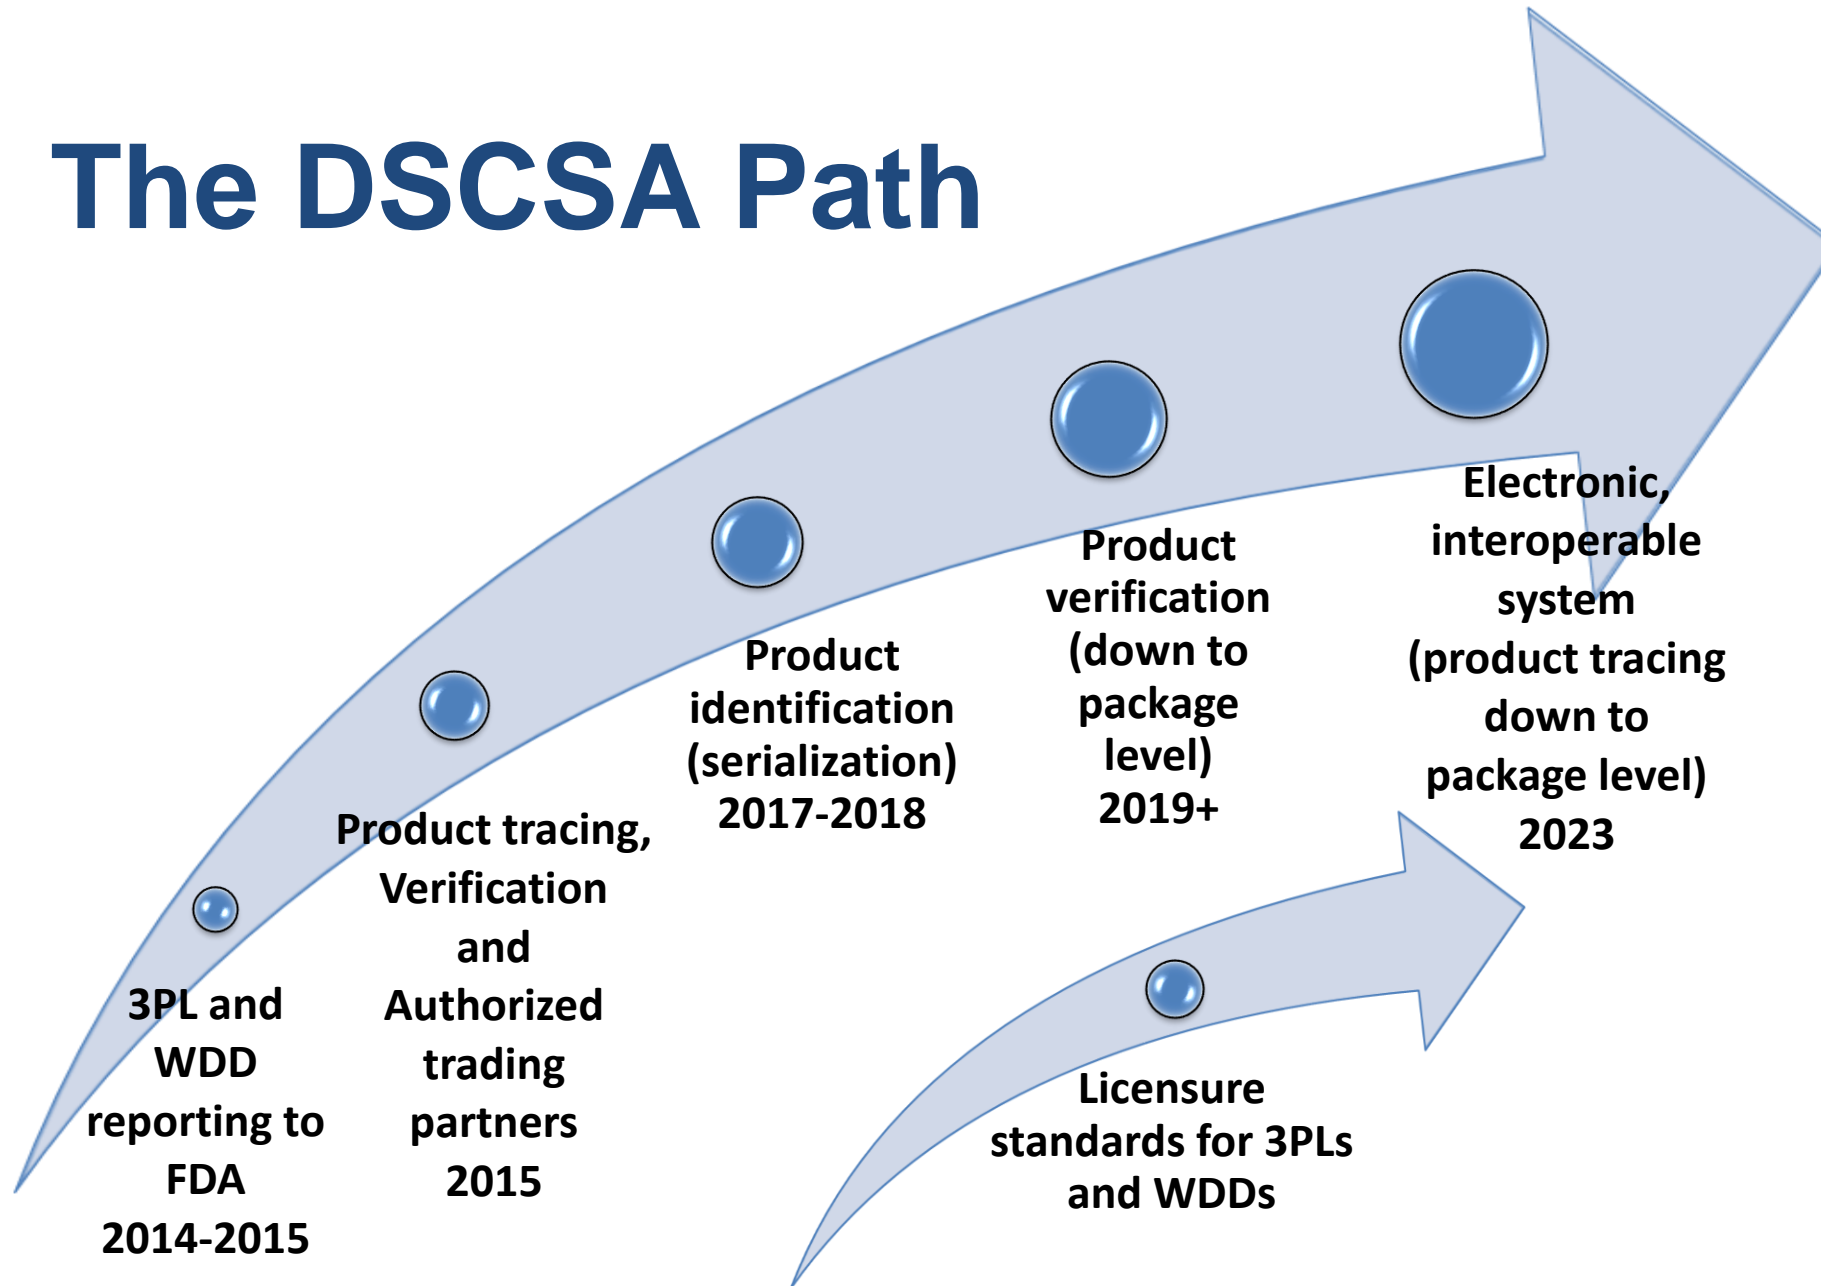 The DSCSA Path
3PL and
WDD
reporting to
FDA
2014-2015
Product tracing,
Verification
and
Authorized
trading
partners
2015
Product
identification
(serialization)
2017-2018
Product
verification
(down to
package
level)
2019+
Electronic,
interoperable
system
(product tracing
down to
package level)
2023
Licensure
standards for 3PLs
and WDDs